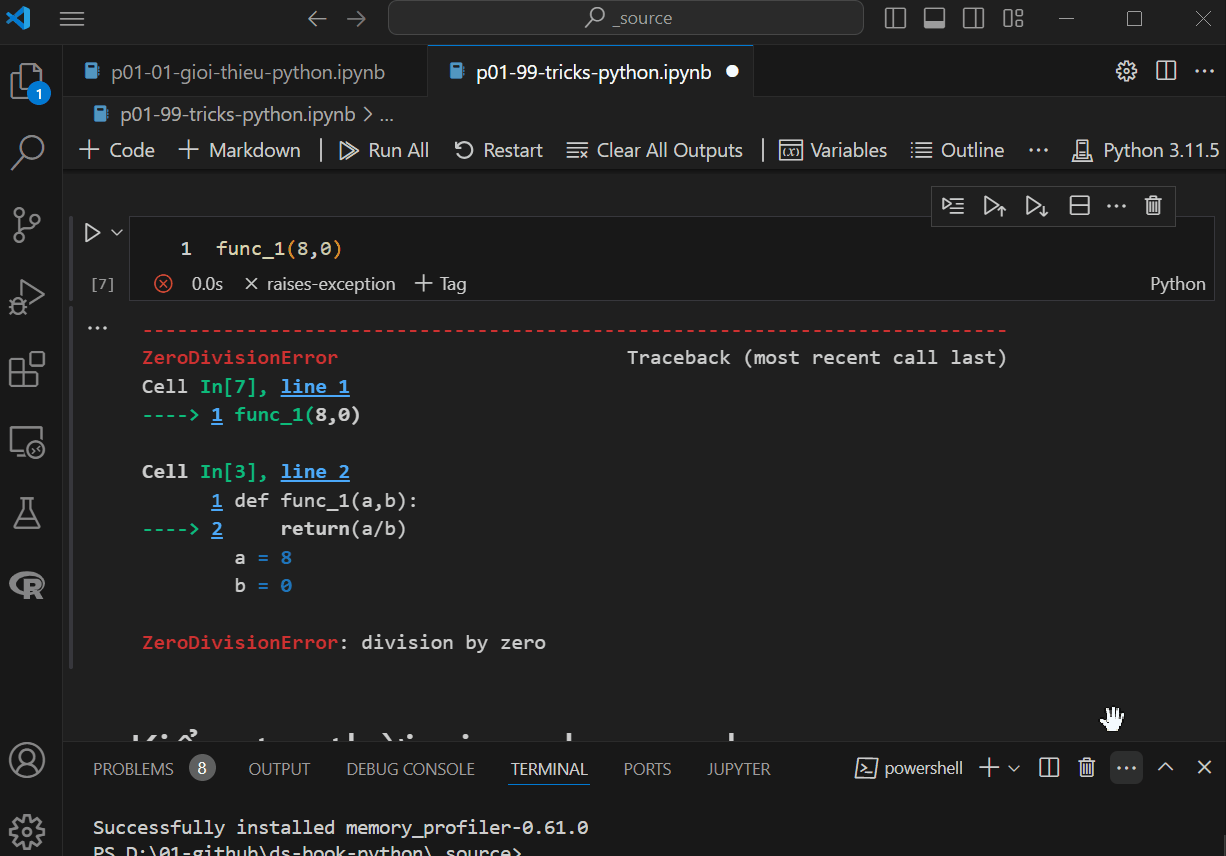 _source
p01-01-gioi-thieu-python.ipynb
p01-99-tricks-python.ipynb
1
p01-99-tricks-python.ipynb > ...
+ Code + Markdown | Run All Restart Clear All Outputs | Variables Outline ... Python 3.11.5
1 func_1(8,0)
[7] 0.0s × raises-exception + Tag Python
---------------------------------------------------------------------------
ZeroDivisionError Traceback (most recent call last)
Cell In[7], line 1
----> 1 func_1(8,0)
Cell In[3], line 2
1 def func_1(a,b):
----> 2 return(a/b)
a = 8
b = 0
ZeroDivisionError: division by zero
PROBLEMS 8 OUTPUT DEBUG CONSOLE TERMINAL PORTS JUPYTER powershell
Successfully installed memory_profiler-0.61.0
PS D:\01-github\ds-book-python\_source>